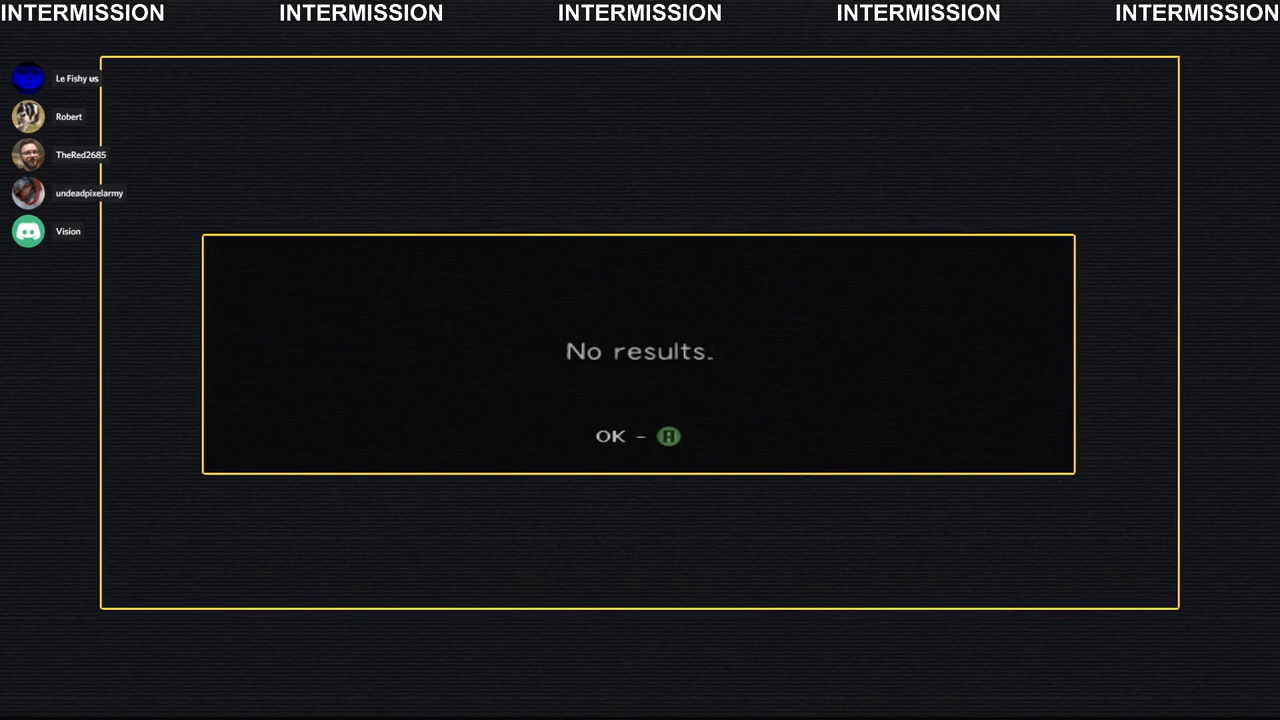 INTERMISSION INTERMISSION INTERMISSION INTERMISSION INTERMISSION
Le Fishy us
Robert
TheRed2685
undeadpixelarmy
Vision
No results.
OK - A